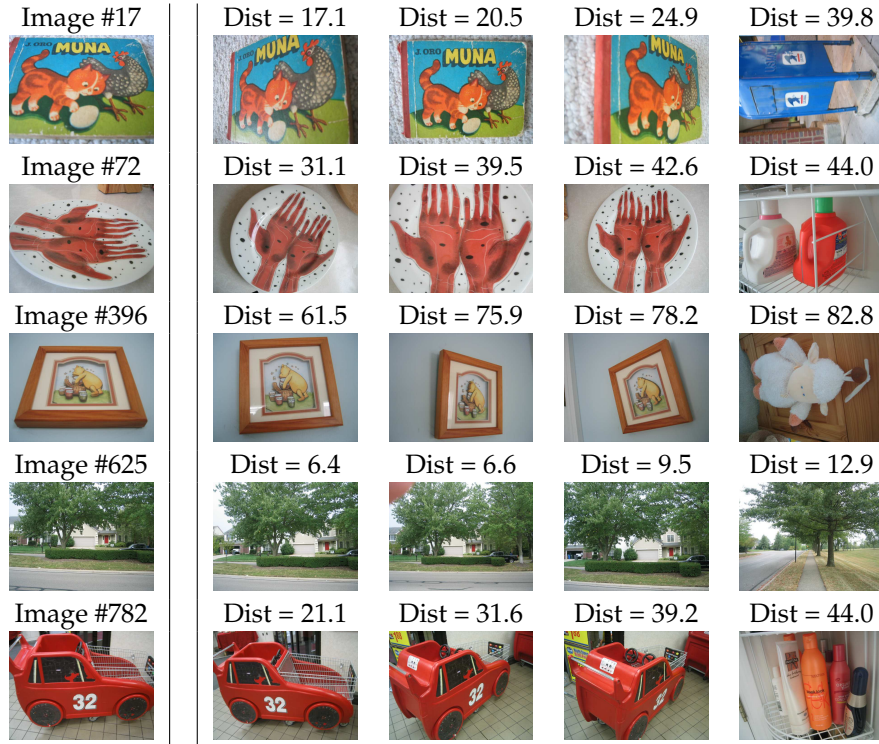 Image #17 Dist = 17.1 Dist = 20.5 Dist = 24.9 Dist = 39.8
J. OBO MUNA
J. OBO MUNA
J. OBO MUNA
MUNA
Image #72 Dist = 31.1 Dist = 39.5 Dist = 42.6 Dist = 44.0
Image #396 Dist = 61.5 Dist = 75.9 Dist = 78.2 Dist = 82.8
Image #625 Dist = 6.4 Dist = 6.6 Dist = 9.5 Dist = 12.9
Image #782 Dist = 21.1 Dist = 31.6 Dist = 39.2 Dist = 44.0
32
32
32
32